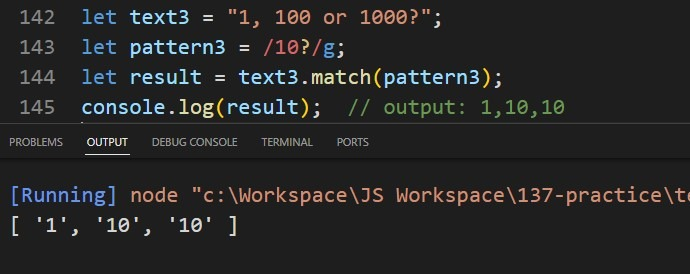 142 let text3 = "1, 100 or 1000?";
143 let pattern3 = /10?/g;
144 let result = text3.match(pattern3);
145 console.log(result);  // output: 1,10,10
PROBLEMS OUTPUT DEBUG CONSOLE TERMINAL PORTS
[Running] node "c:\Workspace\JS Workspace\137-practice\te
[ '1', '10', '10' ]